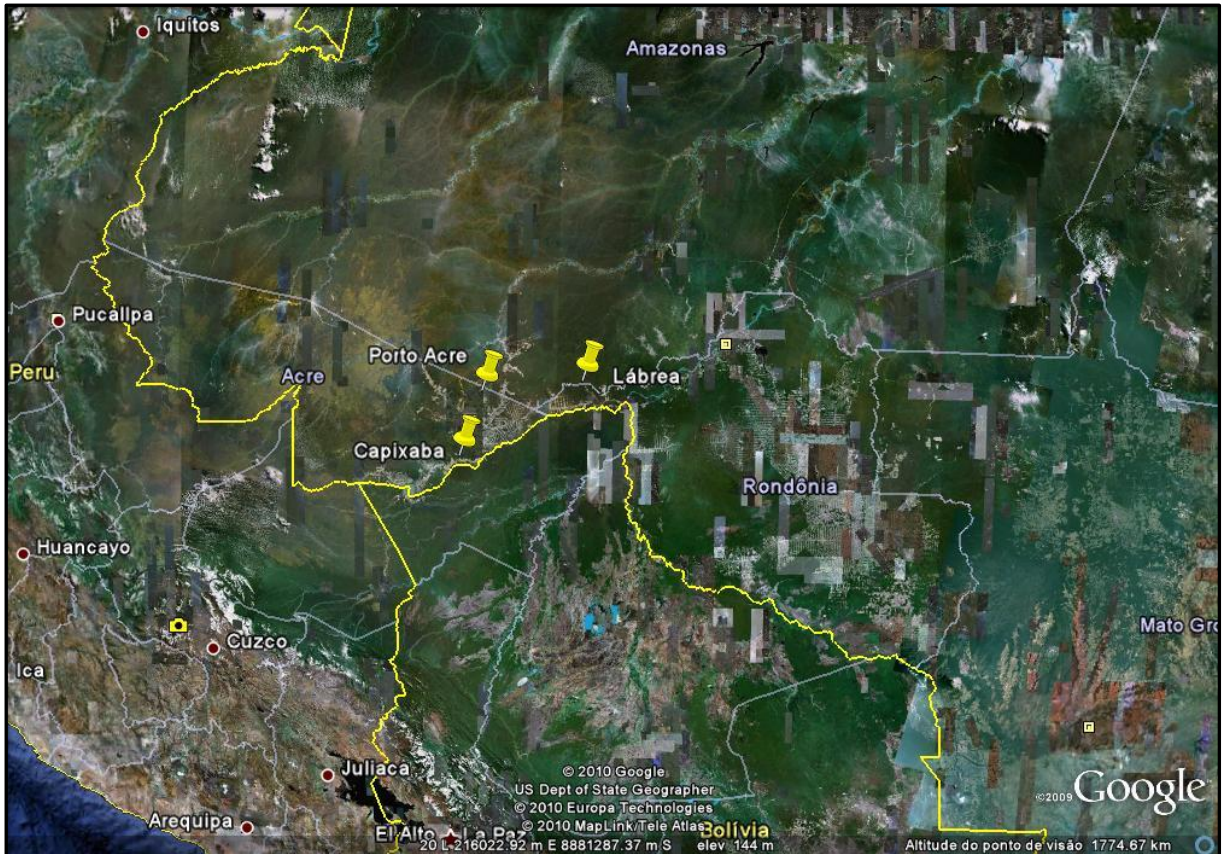 Iquitos
Amazonas
Pucallpa
Peru
Acre
Porto Acre
Lábrea
Capixaba
Rondônia
Huancayo
Cuzco
Mato Gro
Ica
Juliaca
Arequipa
El Alto
La Paz
Bolívia
© 2010 Google
US Dept of State Geographer
© 2010 Europa Technologies
© 2010 MapLink/Tele Atlas
©2009 Google
20 L 216022.92 m E 8881287.37 m S elev 144 m
Altitude do ponto de visão 1774.67 km